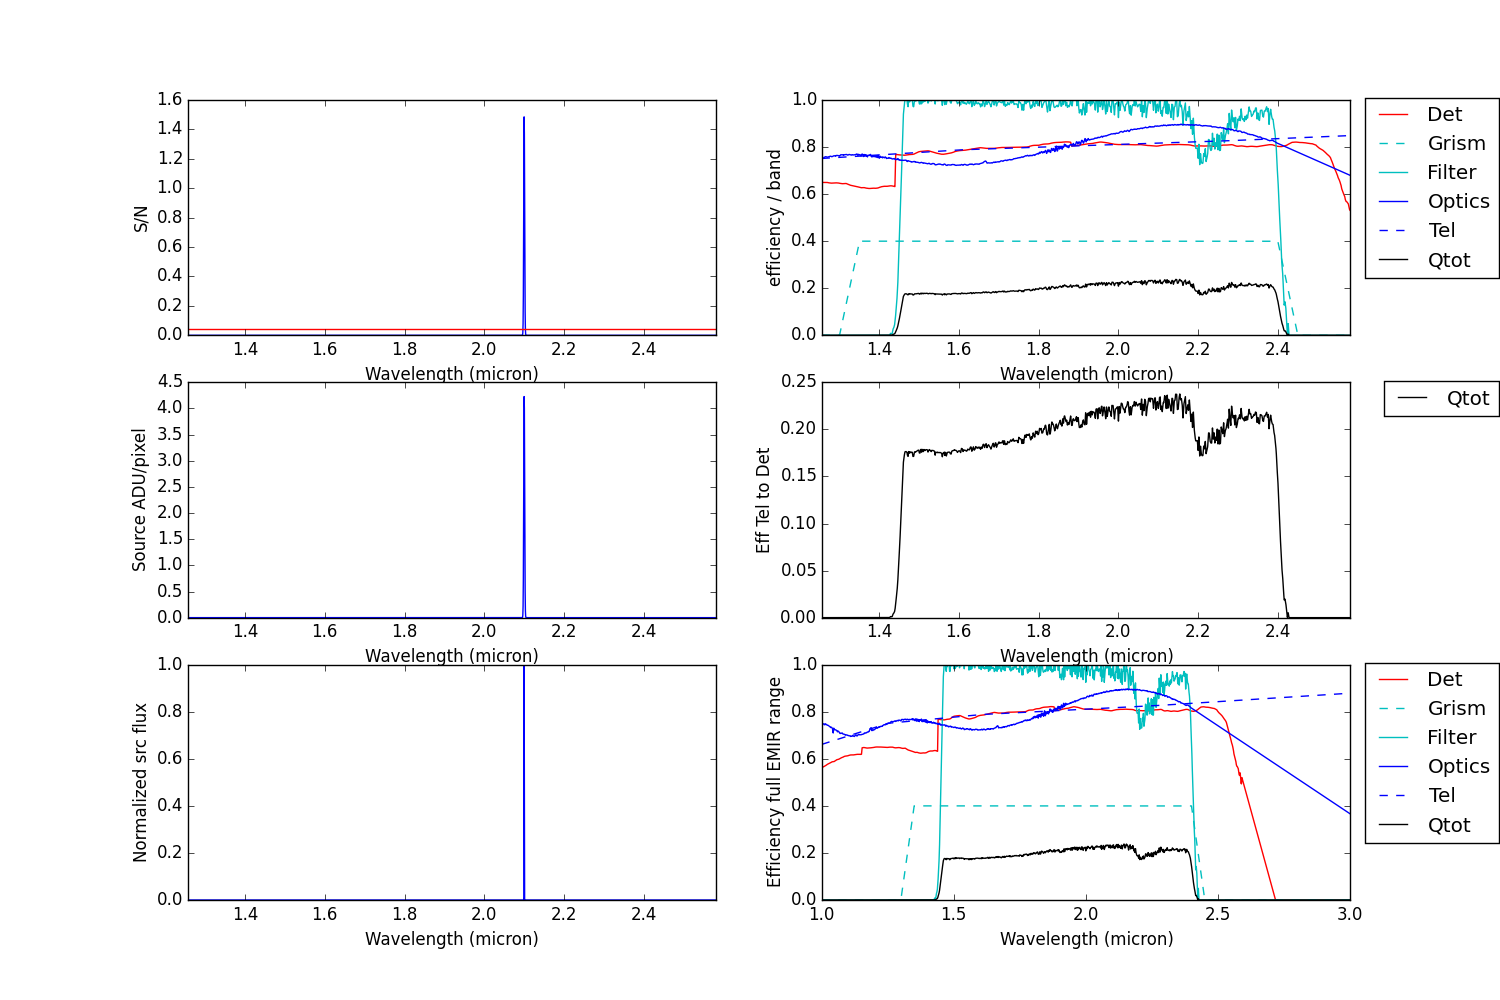 1.6
1.4
1.2
1.0
0.8
0.6
0.4
0.2
0.0
S/N
1.4 1.6 1.8 2.0 2.2 2.4
Wavelength (micron)
1.0
0.8
0.6
0.4
0.2
0.0
efficiency / band
1.4 1.6 1.8 2.0 2.2 2.4
Wavelength (micron)
Det
Grism
Filter
Optics
Tel
Qtot
4.5
4.0
3.5
3.0
2.5
2.0
1.5
1.0
0.5
0.0
Source ADU/pixel
1.4 1.6 1.8 2.0 2.2 2.4
Wavelength (micron)
0.25
0.20
0.15
0.10
0.05
0.00
Eff Tel to Det
1.4 1.6 1.8 2.0 2.2 2.4
Wavelength (micron)
Qtot
1.0
0.8
0.6
0.4
0.2
0.0
Normalized src flux
1.4 1.6 1.8 2.0 2.2 2.4
Wavelength (micron)
1.0
0.8
0.6
0.4
0.2
0.0
Efficiency full EMIR range
1.0 1.5 2.0 2.5 3.0
Wavelength (micron)
Det
Grism
Filter
Optics
Tel
Qtot